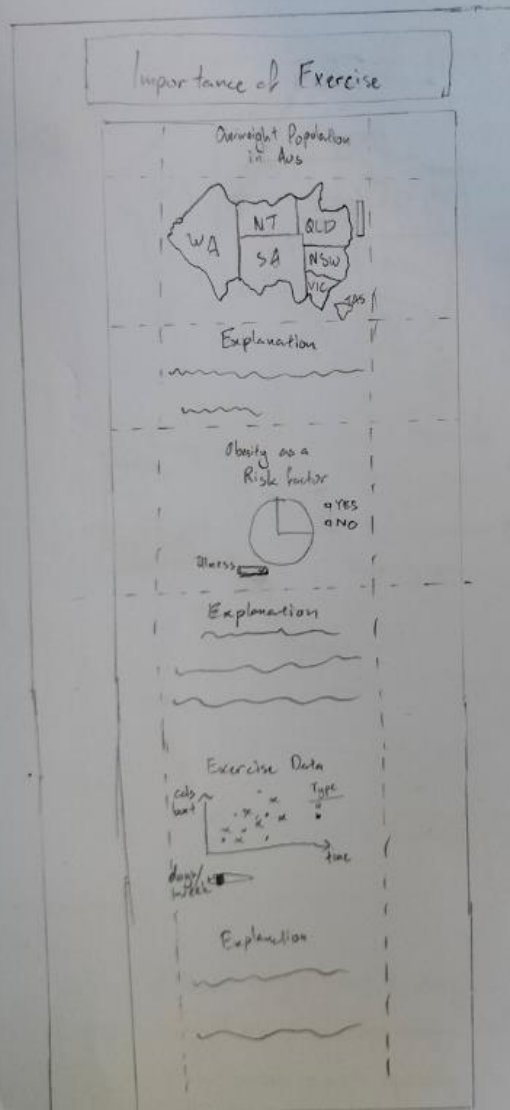 Importance of Exercise
Overweight Population
in Aus
WA
NT
QLD
SA
NSW
VIC
TAS
Explanation
Obesity as a
Risk factor
YES
NO
Illness
Explanation
Exercise Data
cals
burnt
Type
time
days/
week
Explanation